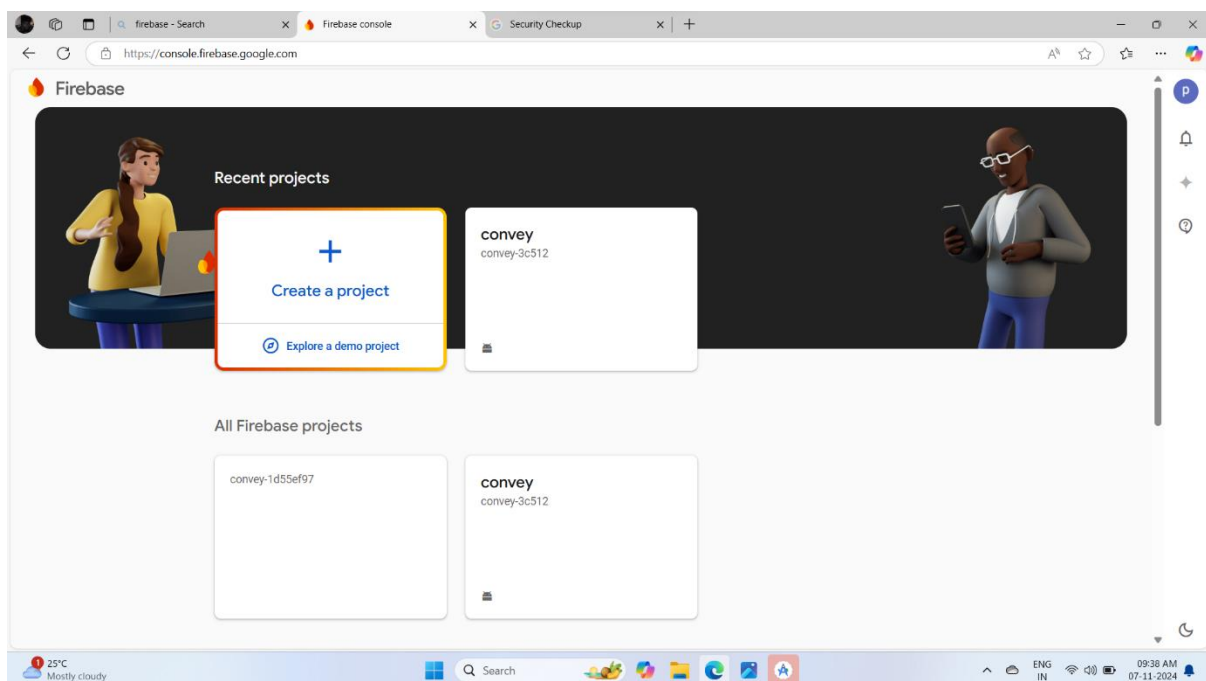 firebase - Search
Firebase console
Security Checkup
https://console.firebase.google.com
Firebase
P
Recent projects
Create a project
Explore a demo project
convey
convey-3c512
All Firebase projects
convey-1d55ef97
convey
convey-3c512
1
25°C
Mostly cloudy
Search
ENG
IN
09:38 AM
07-11-2024